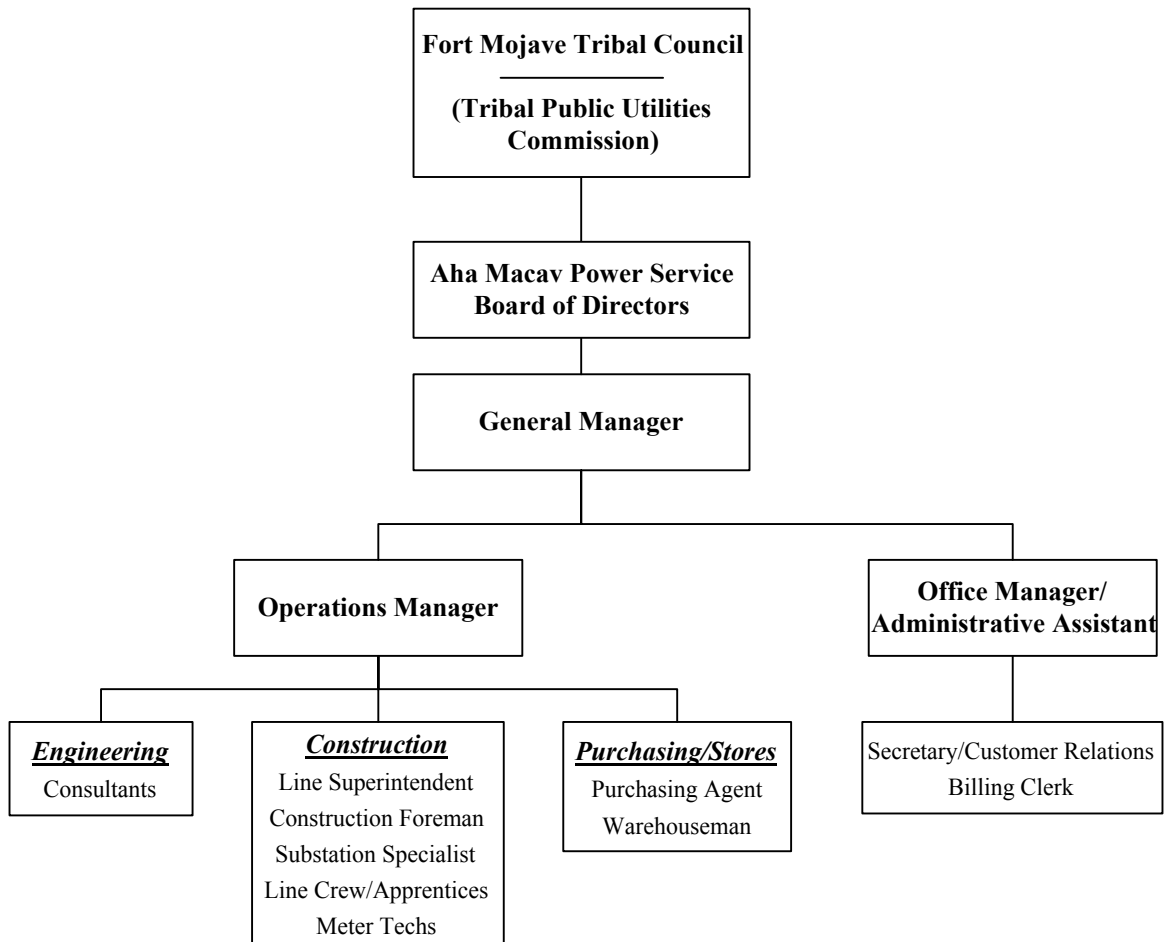 Fort Mojave Tribal Council
(Tribal Public Utilities
Commission)
Aha Macav Power Service
Board of Directors
General Manager
Operations Manager
Office Manager/
Administrative Assistant
Engineering
Consultants
Construction
Line Superintendent
Construction Foreman
Substation Specialist
Line Crew/Apprentices
Meter Techs
Purchasing/Stores
Purchasing Agent
Warehouseman
Secretary/Customer Relations
Billing Clerk